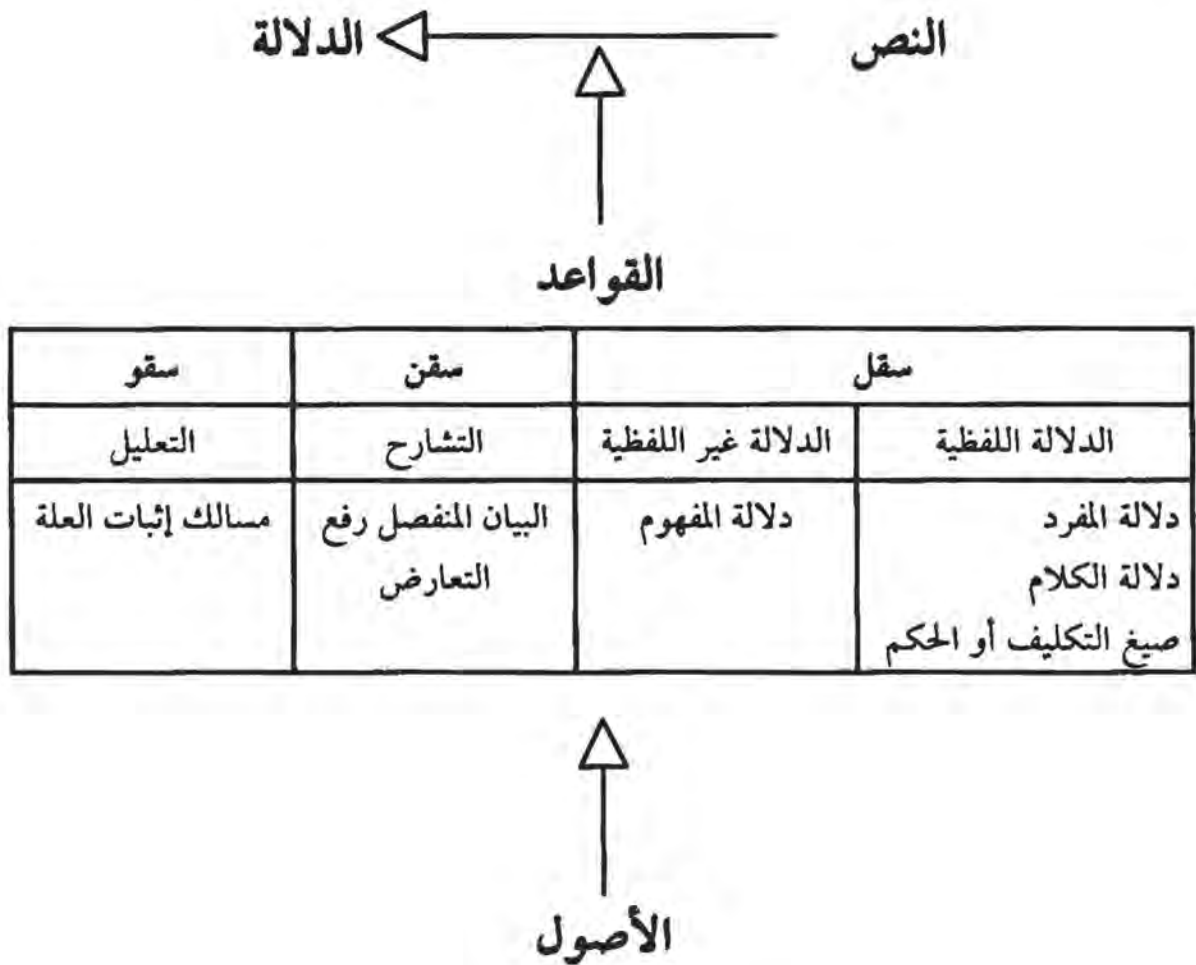 النص الدلالة
القواعد
سقل سقن سقو
الدلالة اللفظية الدلالة غير اللفظية التشارح التعليل
دلالة المفرد دلالة المفهوم البيان المنفصل رفع مسالك إثبات العلة
دلالة الكلام التعارض
صيغ التكليف أو الحكم
الأصول